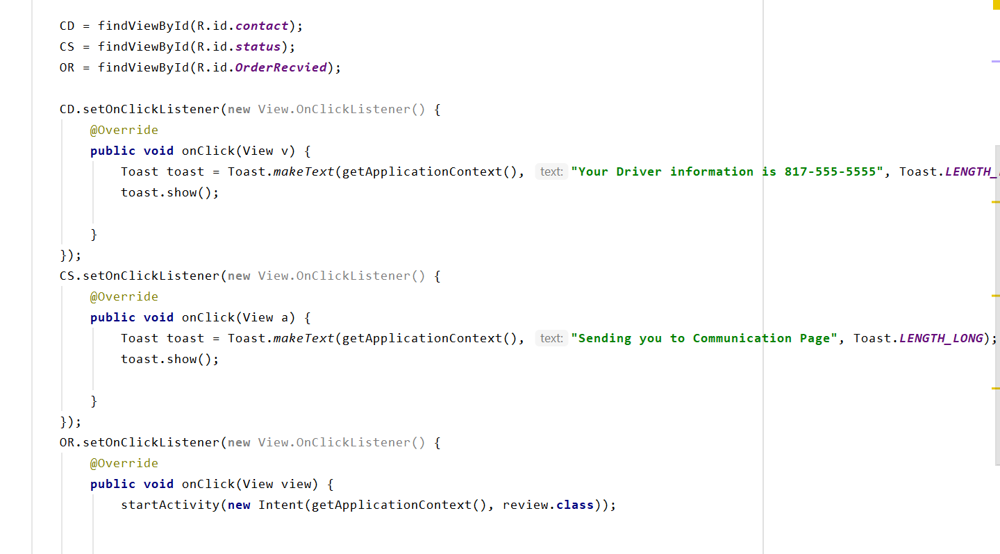 CD = findViewById(R.id.contact);
CS = findViewById(R.id.status);
OR = findViewById(R.id.OrderRecvied);
CD.setOnClickListener(new View.OnClickListener() {
@Override
public void onClick(View v) {
Toast toast = Toast.makeText(getApplicationContext(), text: "Your Driver information is 817-555-5555", Toast.LENGTH_
toast.show();
}
});
CS.setOnClickListener(new View.OnClickListener() {
@Override
public void onClick(View a) {
Toast toast = Toast.makeText(getApplicationContext(), text: "Sending you to Communication Page", Toast.LENGTH_LONG);
toast.show();
}
});
OR.setOnClickListener(new View.OnClickListener() {
@Override
public void onClick(View view) {
startActivity(new Intent(getApplicationContext(), review.class));